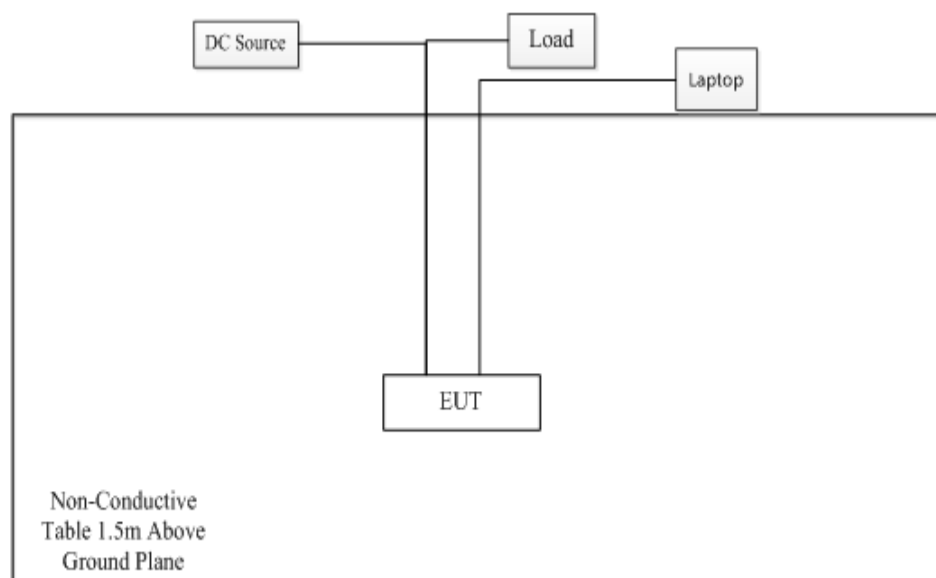 DC Source
Load
Laptop
EUT
Non-Conductive
Table 1.5m Above
Ground Plane